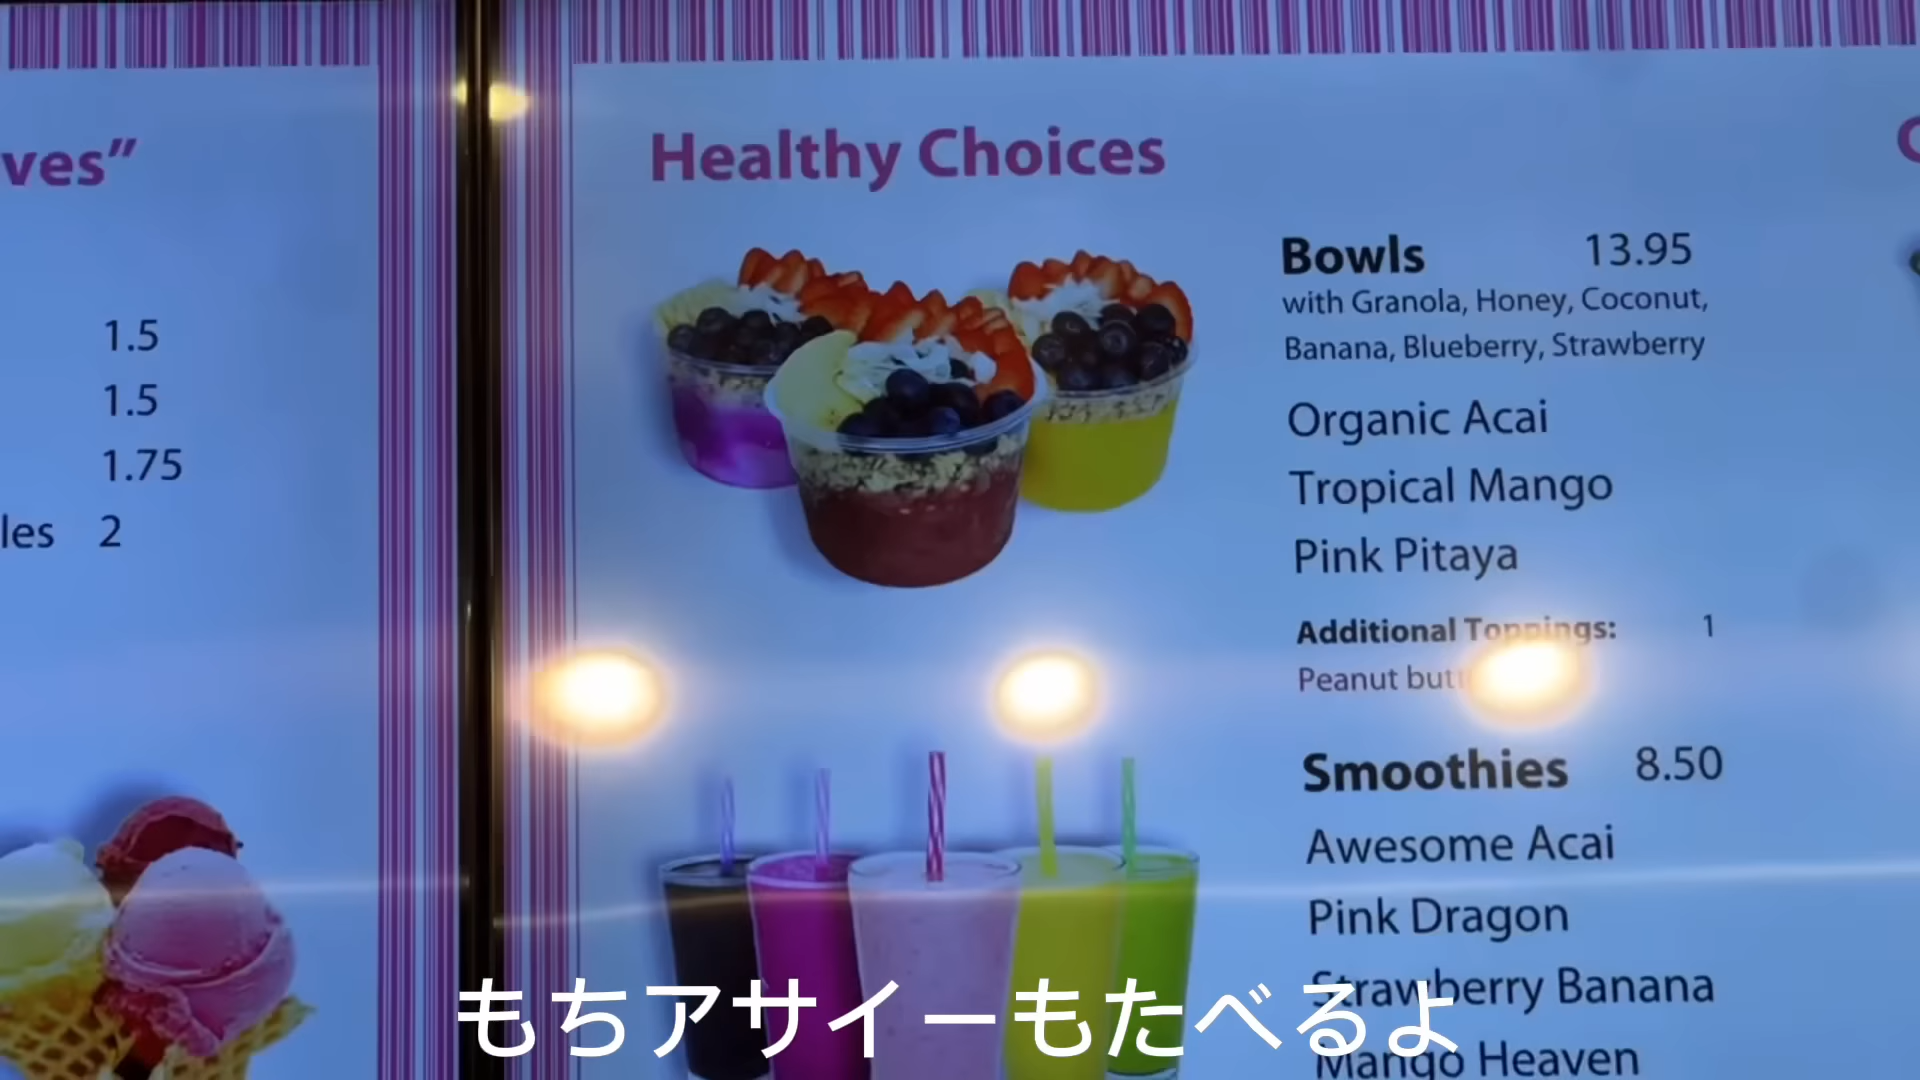 ves”
1.5
1.5
1.75
les 2
Healthy Choices
Bowls 13.95
with Granola, Honey, Coconut,
Banana, Blueberry, Strawberry
Organic Acai
Tropical Mango
Pink Pitaya
Additional Toppings: 1
Peanut
Smoothies 8.50
Awesome Acai
Pink Dragon
Strawberry Banana
Mango Heaven
もちアサイーもたべるよ